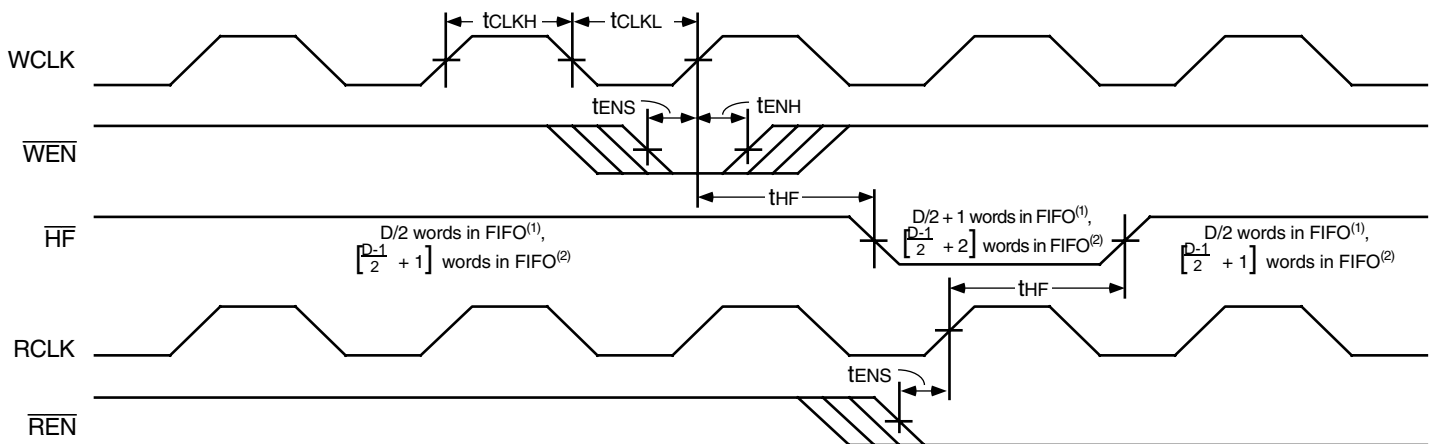 tCLKH
tCLKL
WCLK
tENS
tENH
WEN
tHF
HF
D/2 words in FIFO(1),
[D-1/2 + 1] words in FIFO(2)
D/2 + 1 words in FIFO(1),
[D-1/2 + 2] words in FIFO(2)
D/2 words in FIFO(1),
[D-1/2 + 1] words in FIFO(2)
tHF
RCLK
tENS
REN